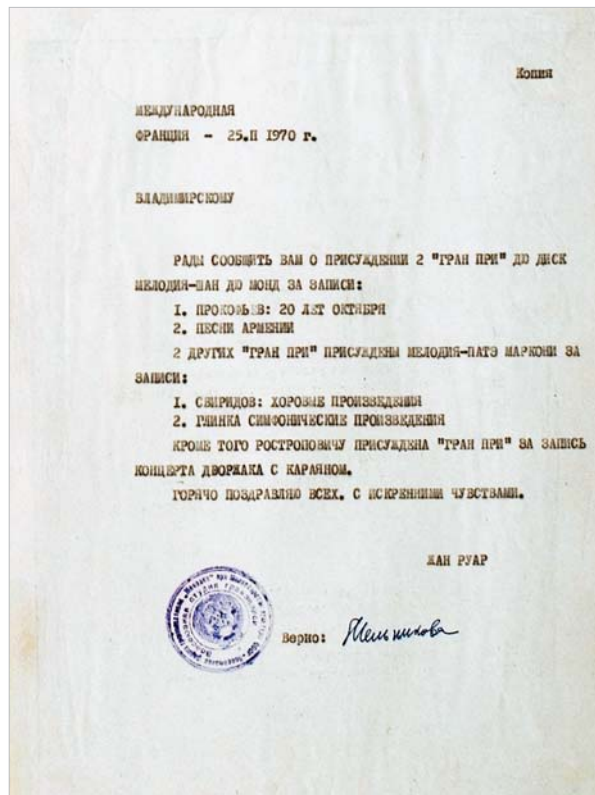 Копия
МЕЖДУНАРОДНАЯ
ФРАНЦИЯ - 25.П 1970 г.
ВЛАДИМИРСКОМУ
РАДЫ СООБЩИТЬ ВАМ О ПРИСУЖДЕНИИ 2 "ГРАН ПРИ" ДЮ ДИСК
МЕЛОДИЯ-ШАН ДЮ МОНД ЗА ЗАПИСИ:
I. ПРОКОФЬЕВ: 20 ЛЕТ ОКТЯБРЯ
2. ПЕСНИ АРМЕНИИ
2 ДРУГИХ "ГРАН ПРИ" ПРИСУЖДЕНЫ МЕЛОДИЯ-ПАТЭ МАРКОНИ ЗА
ЗАПИСИ:
I. СВИРИДОВ: ХОРОВЫЕ ПРОИЗВЕДЕНИЯ
2. ГЛИНКА СИМФОНИЧЕСКИЕ ПРОИЗВЕДЕНИЯ
КРОМЕ ТОГО РОСТРОПОВИЧУ ПРИСУЖДЕНА "ГРАН ПРИ" ЗА ЗАПИСЬ
КОНЦЕРТА ДВОРЖАКА С КАРАЯНОМ.
ГОРЯЧО ПОЗДРАВЛЯЮ ВСЕХ. С ИСКРЕННИМИ ЧУВСТВАМИ.
ЖАН РУАР
Верно: Мельникова